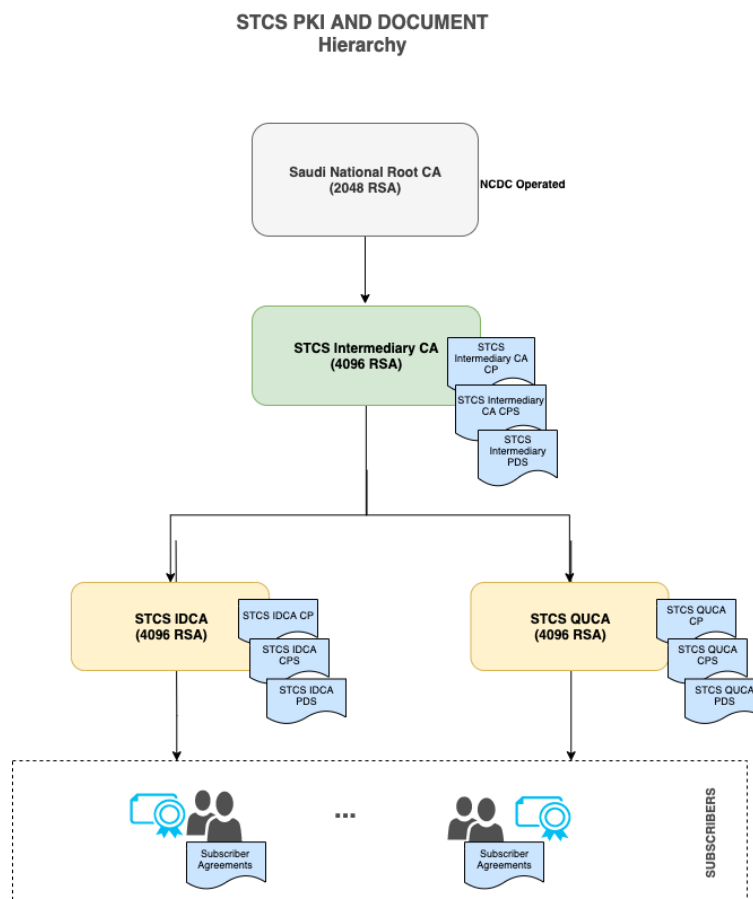 STCS PKI AND DOCUMENT
Hierarchy
Saudi National Root CA
(2048 RSA)
NCDC Operated
STCS Intermediary CA
(4096 RSA)
STCS
Intermediary CA
CP
STCS Intermediary
CA CPS
STCS
Intermediary
PDS
STCS IDCA
(4096 RSA)
STCS IDCA CP
STCS IDCA
CPS
STCS IDCA
PDS
STCS QUCA
(4096 RSA)
STCS QUCA
CP
STCS QUCA
CPS
STCS QUCA
PDS
...
Subscriber
Agreements
Subscriber
Agreements
SUBSCRIBERS